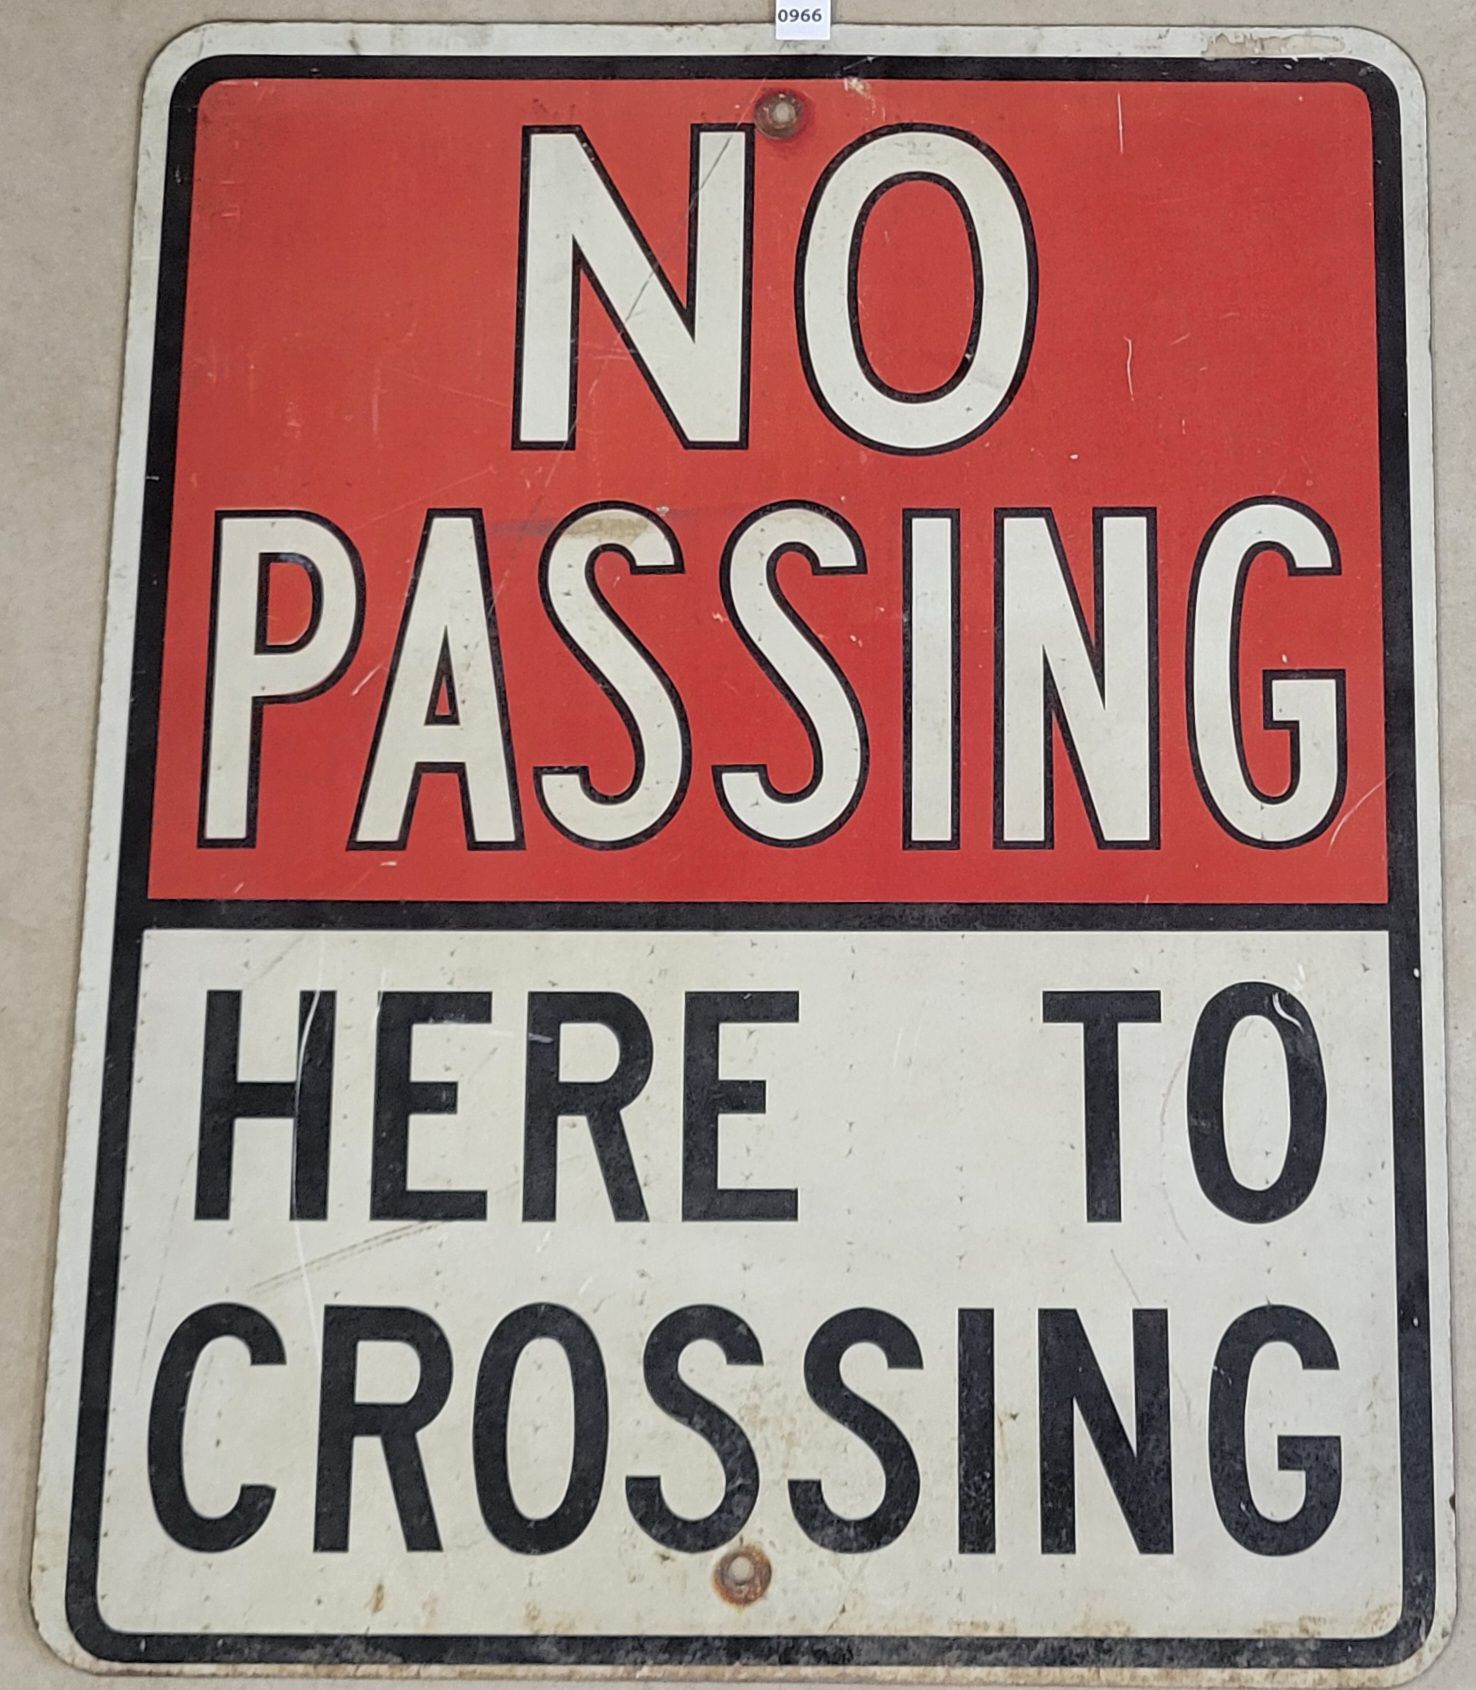 0966
NO
PASSING
HERE TO
CROSSING